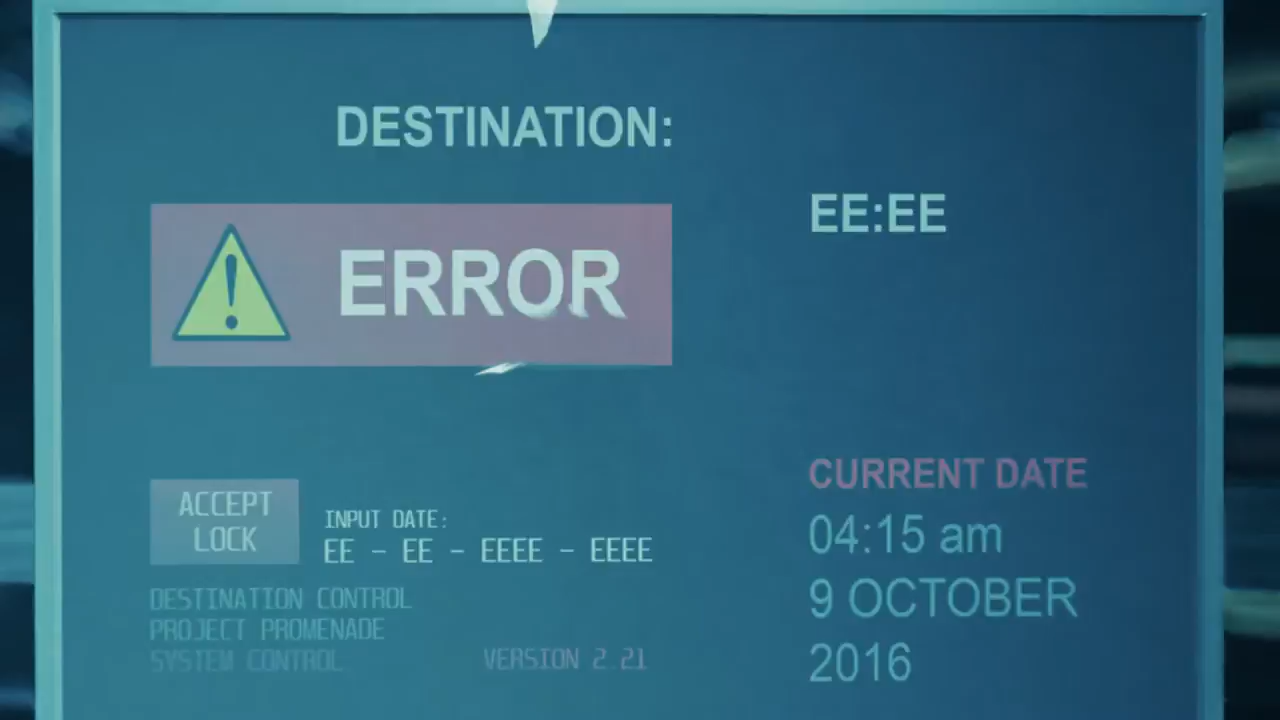 DESTINATION:
ERROR
EE:EE
ACCEPT
LOCK
INPUT DATE:
EE - EE - EEEE - EEEE
DESTINATION CONTROL
PROJECT PROMENADE
SYSTEM CONTROL
VERSION 2.21
CURRENT DATE
04:15 am
9 OCTOBER
2016